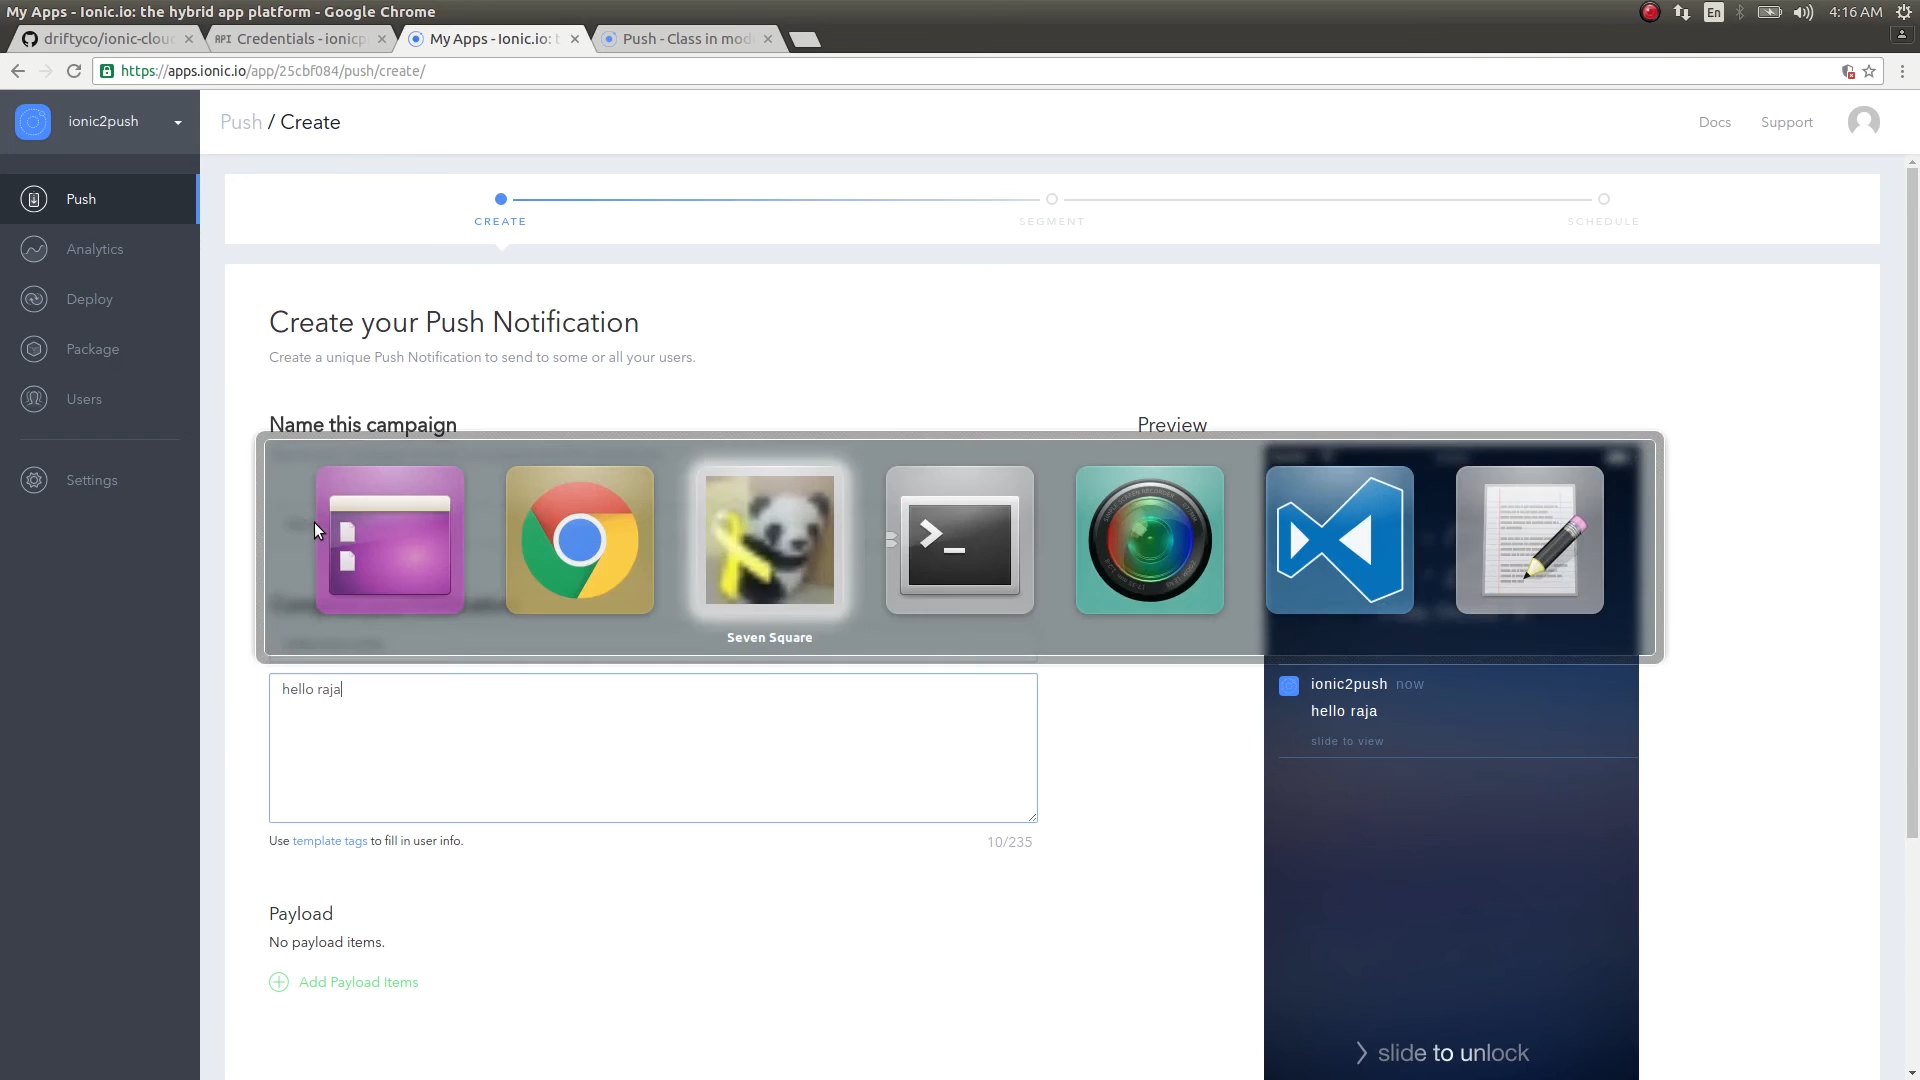 My Apps - Ionic.io: the hybrid app platform - Google Chrome
En
4:16 AM
driftyco/ionic-clou
API Credentials - ionicp
My Apps - Ionic.io: t
Push - Class in mod
https://apps.ionic.io/app/25cbf084/push/create/
ionic2push
Push / Create
Docs
Support
Push
Analytics
Deploy
Package
Users
Settings
CREATE
SEGMENT
SCHEDULE
Create your Push Notification
Create a unique Push Notification to send to some or all your users.
Name this campaign
Preview
Seven Square
hello raja
ionic2push now
hello raja
slide to view
Use template tags to fill in user info.
10/235
Payload
No payload items.
Add Payload Items
slide to unlock